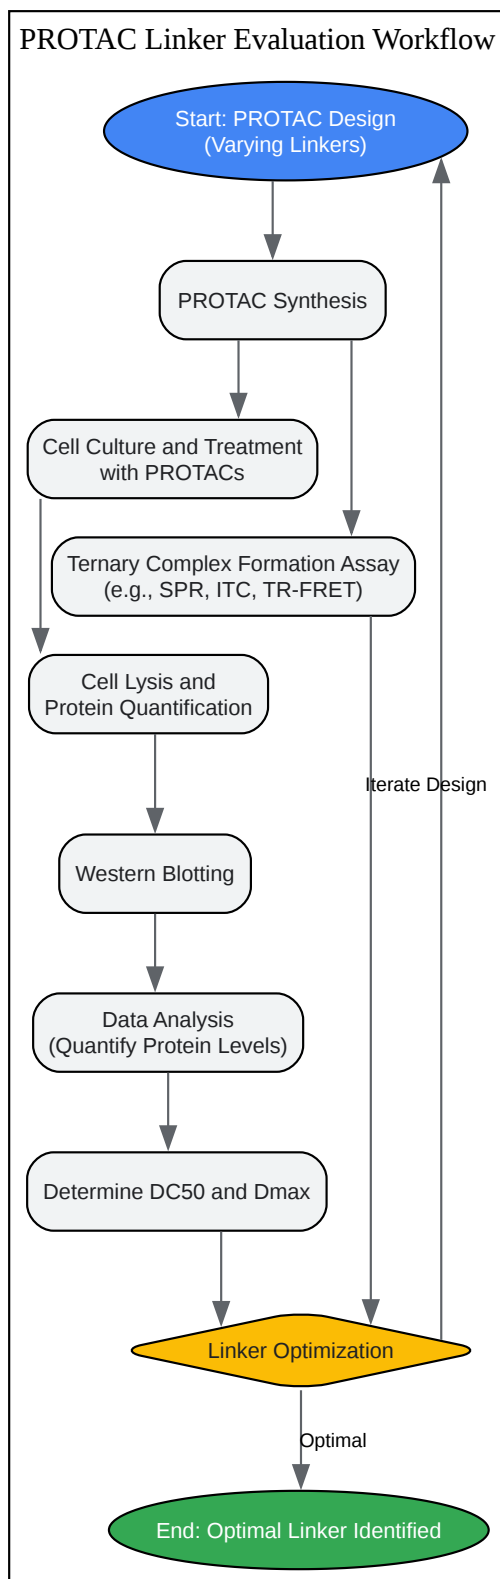 PROTAC Linker Evaluation Workflow
Start: PROTAC Design
(Varying Linkers)
PROTAC Synthesis
Cell Culture and Treatment
with PROTACs
Ternary Complex Formation Assay
(e.g., SPR, ITC, TR-FRET)
Cell Lysis and
Protein Quantification
Iterate Design
Western Blotting
Data Analysis
(Quantify Protein Levels)
Determine DC50 and Dmax
Linker Optimization
Optimal
End: Optimal Linker Identified